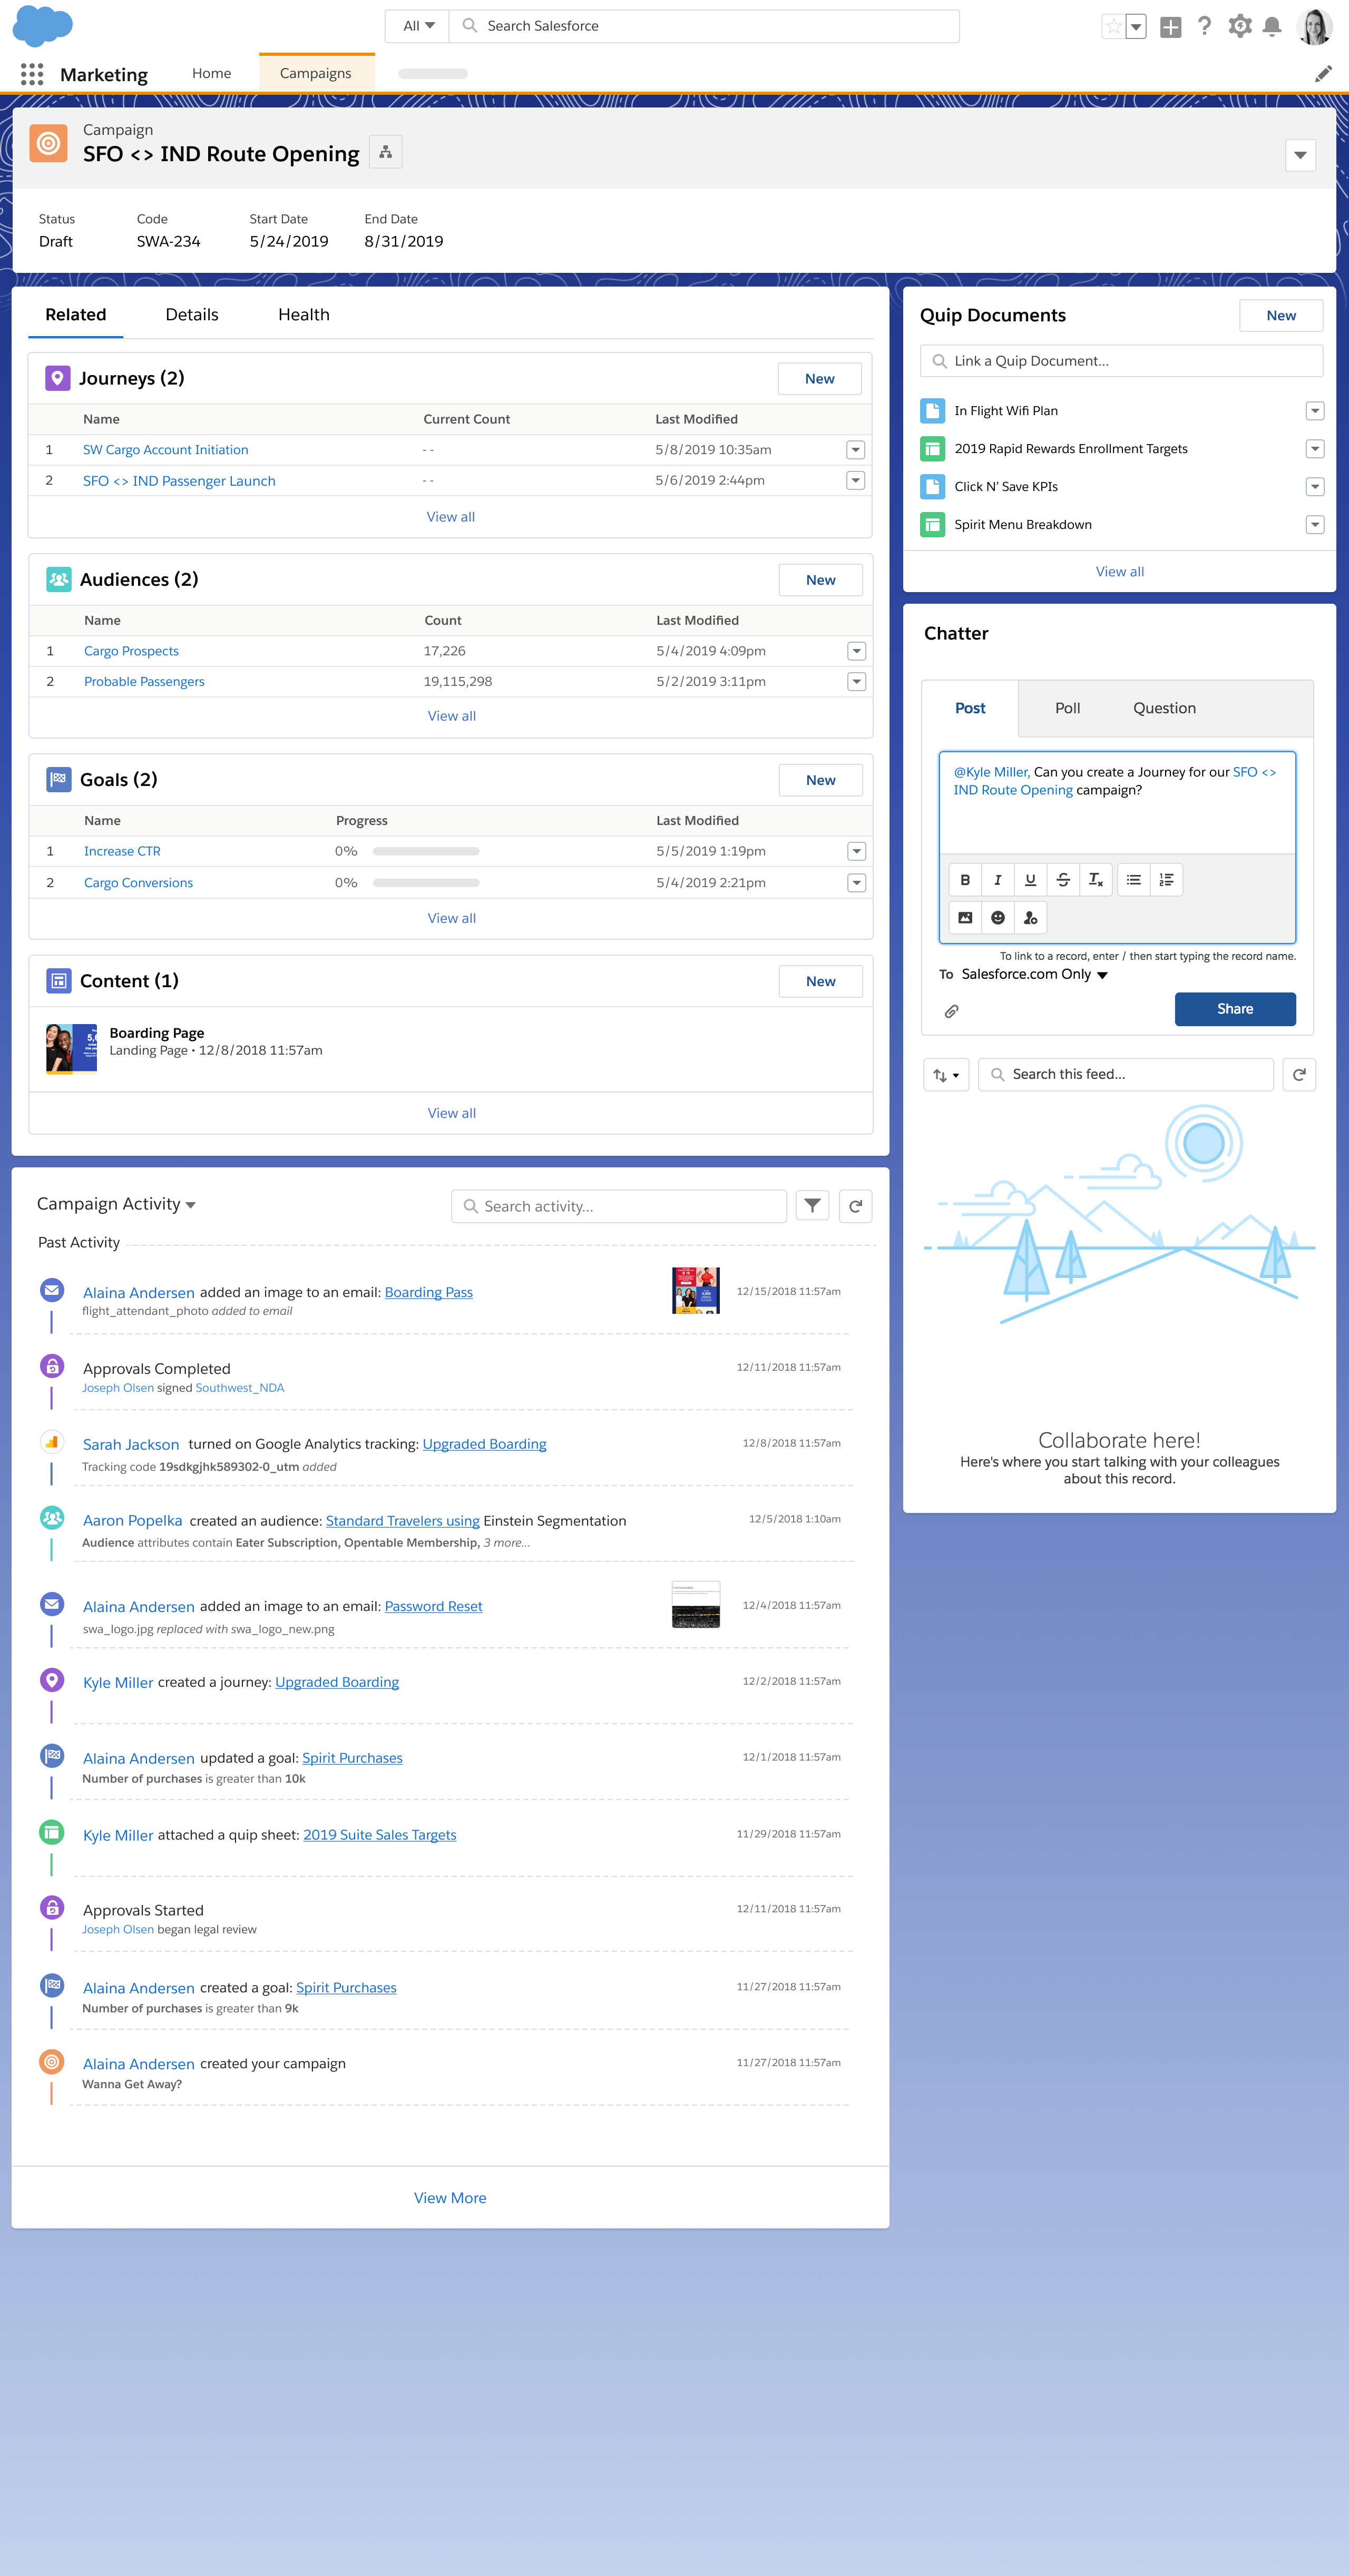 All
Search Salesforce
Marketing
Home
Campaigns
Campaign
SFO <> IND Route Opening
Status
Code
Start Date
End Date
Draft
SWA-234
5/24/2019
8/31/2019
Related
Details
Health
Journeys (2)
New
Name
Current Count
Last Modified
1
SW Cargo Account Initiation
- -
5/8/2019 10:35am
2
SFO <> IND Passenger Launch
- -
5/6/2019 2:44pm
View all
Audiences (2)
New
Name
Count
Last Modified
1
Cargo Prospects
17,226
5/4/2019 4:09pm
2
Probable Passengers
19,115,298
5/2/2019 3:11pm
View all
Goals (2)
New
Name
Progress
Last Modified
1
Increase CTR
0%
5/5/2019 1:19pm
2
Cargo Conversions
0%
5/4/2019 2:21pm
View all
Content (1)
New
Boarding Page
Landing Page • 12/8/2018 11:57am
View all
Quip Documents
New
Link a Quip Document...
In Flight Wifi Plan
2019 Rapid Rewards Enrollment Targets
Click N’ Save KPIs
Spirit Menu Breakdown
View all
Chatter
Post
Poll
Question
@Kyle Miller, Can you create a Journey for our SFO <>
IND Route Opening campaign?
To link to a record, enter / then start typing the record name.
To Salesforce.com Only
Share
Search this feed...
Collaborate here!
Here's where you start talking with your colleagues
about this record.
Campaign Activity
Search activity...
Past Activity
Alaina Andersen added an image to an email: Boarding Pass
12/15/2018 11:57am
flight_attendant_photo added to email
Approvals Completed
12/11/2018 11:57am
Joseph Olsen signed Southwest_NDA
Sarah Jackson turned on Google Analytics tracking: Upgraded Boarding
12/8/2018 11:57am
Tracking code 19sdkgjhk589302-0_utm added
Aaron Popelka created an audience: Standard Travelers using Einstein Segmentation
12/5/2018 1:10am
Audience attributes contain Eater Subscription, Opentable Membership, 3 more...
Alaina Andersen added an image to an email: Password Reset
12/4/2018 11:57am
swa_logo.jpg replaced with swa_logo_new.png
Kyle Miller created a journey: Upgraded Boarding
12/2/2018 11:57am
Alaina Andersen updated a goal: Spirit Purchases
12/1/2018 11:57am
Number of purchases is greater than 10k
Kyle Miller attached a quip sheet: 2019 Suite Sales Targets
11/29/2018 11:57am
Approvals Started
12/11/2018 11:57am
Joseph Olsen began legal review
Alaina Andersen created a goal: Spirit Purchases
11/27/2018 11:57am
Number of purchases is greater than 9k
Alaina Andersen created your campaign
11/27/2018 11:57am
Wanna Get Away?
View More